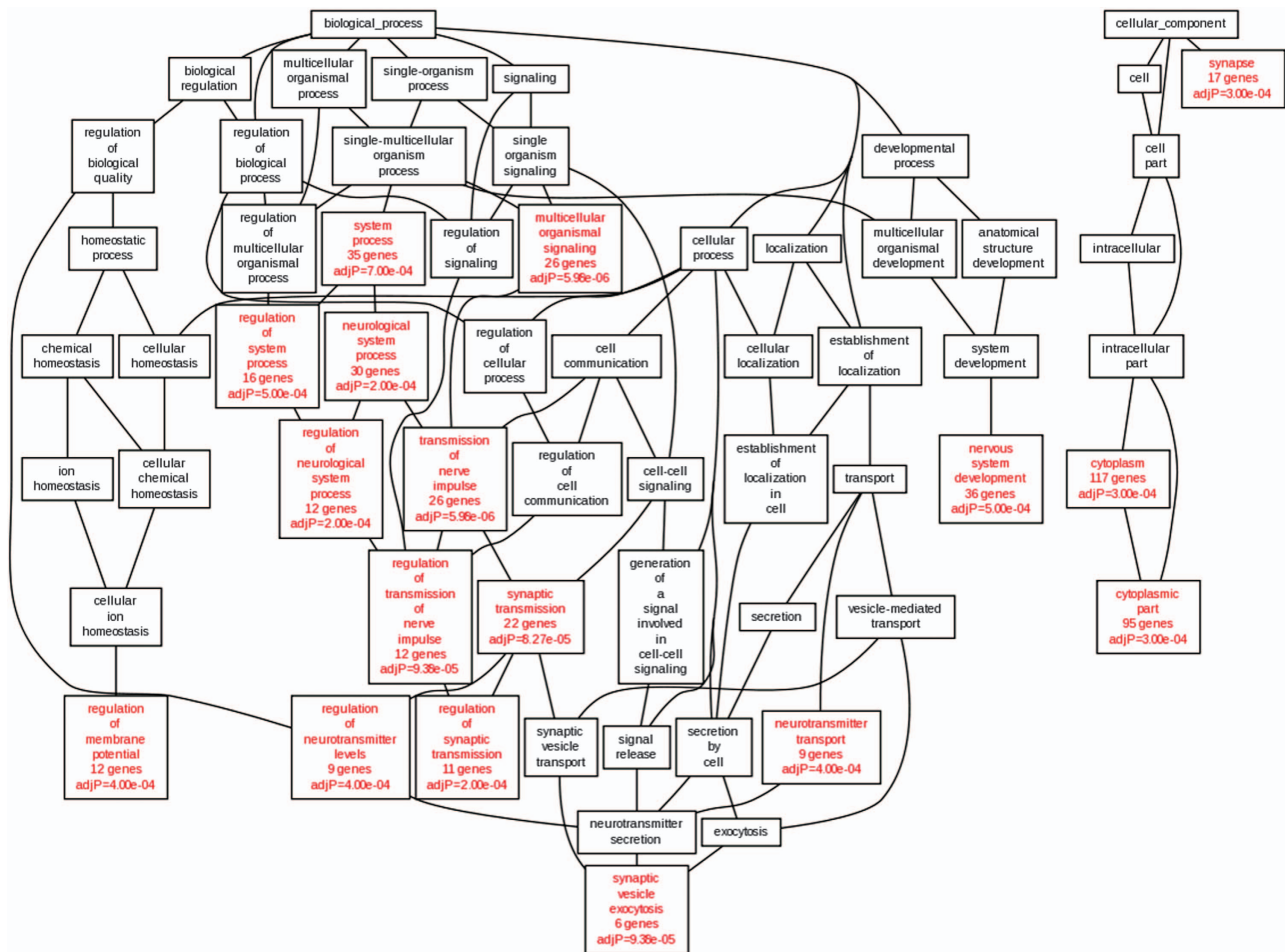 biological_process
cellular_component
biological
regulation
multicellular
organismal
process
single-organism
process
signaling
cell
synapse
17 genes
adjP=3.00e-04
regulation
of
biological
quality
regulation
of
biological
process
single-multicellular
organism
process
single
organism
signaling
developmental
process
cell
part
homeostatic
process
regulation
of
multicellular
organismal
process
system
process
35 genes
adjP=7.00e-04
regulation
of
signaling
multicellular
organismal
signaling
26 genes
adjP=5.98e-06
cellular
process
localization
multicellular
organismal
development
anatomical
structure
development
intracellular
chemical
homeostasis
cellular
homeostasis
regulation
of
system
process
16 genes
adjP=5.00e-04
neurological
system
process
30 genes
adjP=2.00e-04
regulation
of
cellular
process
cell
communication
cellular
localization
establishment
of
localization
system
development
intracellular
part
ion
homeostasis
cellular
chemical
homeostasis
regulation
of
neurological
system
process
12 genes
adjP=2.00e-04
transmission
of
nerve
impulse
26 genes
adjP=5.98e-06
regulation
of
cell
communication
cell-cell
signaling
establishment
of
localization
in
cell
transport
nervous
system
development
36 genes
adjP=5.00e-04
cytoplasm
117 genes
adjP=3.00e-04
cellular
ion
homeostasis
regulation
of
transmission
of
nerve
impulse
12 genes
adjP=9.38e-05
synaptic
transmission
22 genes
adjP=8.27e-05
generation
of
a
signal
involved
in
cell-cell
signaling
secretion
vesicle-mediated
transport
cytoplasmic
part
95 genes
adjP=3.00e-04
regulation
of
membrane
potential
12 genes
adjP=4.00e-04
regulation
of
neurotransmitter
levels
9 genes
adjP=4.00e-04
regulation
of
synaptic
transmission
11 genes
adjP=2.00e-04
synaptic
vesicle
transport
signal
release
secretion
by
cell
neurotransmitter
transport
9 genes
adjP=4.00e-04
neurotransmitter
secretion
exocytosis
synaptic
vesicle
exocytosis
6 genes
adjP=9.38e-05